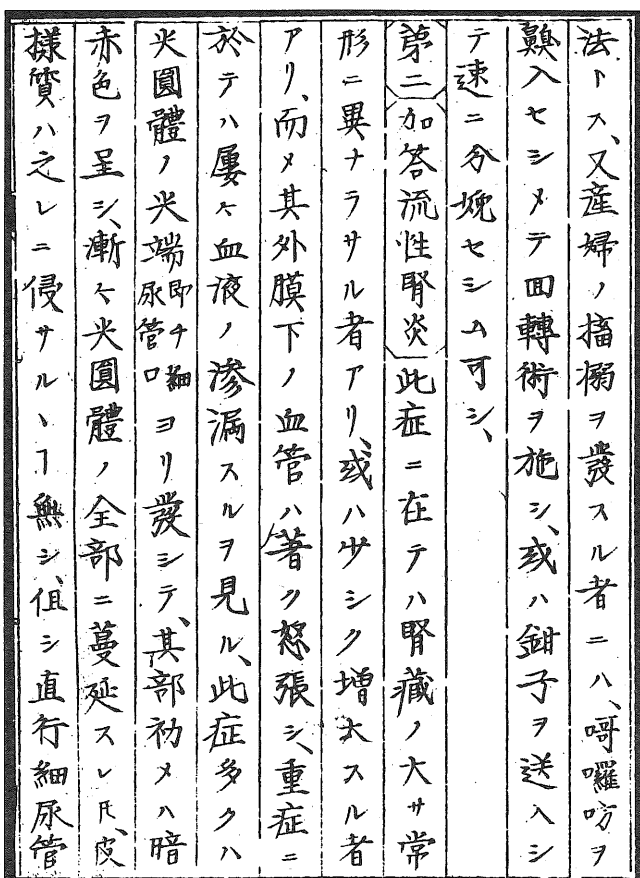 法トス、又産婦ノ搐搦ヲ發スル者ニハ、哥囉昉ヲ
齅入セシメテ回轉術ヲ施シ、或ハ鉗子ヲ送入シ
テ速ニ分娩セシム可シ、
第二加答流性腎炎此症ニ在テハ腎藏ノ大サ常
形ニ異ナラサル者アリ、或ハ少シク増大スル者
アリ、而メ其外膜下ノ血管ハ著ク怒張シ、重症ニ
於テハ屢々血液ノ滲漏スルヲ見ル、此症多クハ
尖圓體ノ尖端即チ細尿管口ヨリ發シテ、其部初メハ暗
赤色ヲ呈シ、漸々尖圓體ノ全部ニ蔓延スレ𪜈、皮
様質ハ之レニ侵サルヽヿ無シ、但シ直行細尿管